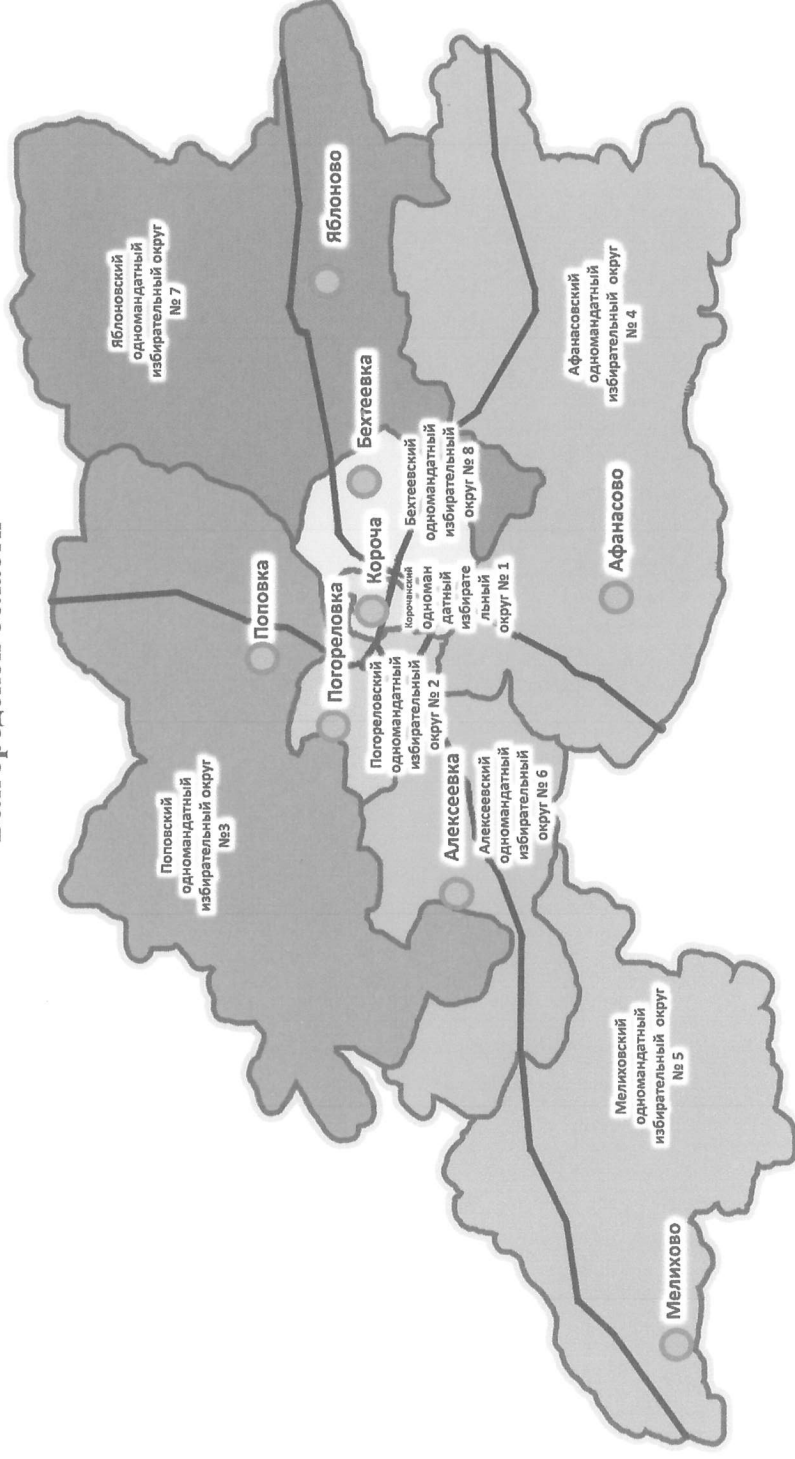 Яблоновский
одномандатный
избирательный округ
№ 7
Поповский
одномандатный
избирательный округ
№3
Поповка
Погореловка
Яблоново
Бехтеевка
Короча
Погореловский
одномандатный
избирательный
округ № 2
Корочанский
одноман
датный
избирате
льный
округ № 1
Бехтеевский
одномандатный
избирательный
округ № 8
Алексеевка
Алексеевский
одномандатный
избирательный
округ № 6
Афанасовский
одномандатный
избирательный округ
№ 4
Афанасово
Мелиховский
одномандатный
избирательный округ
№ 5
Мелихово